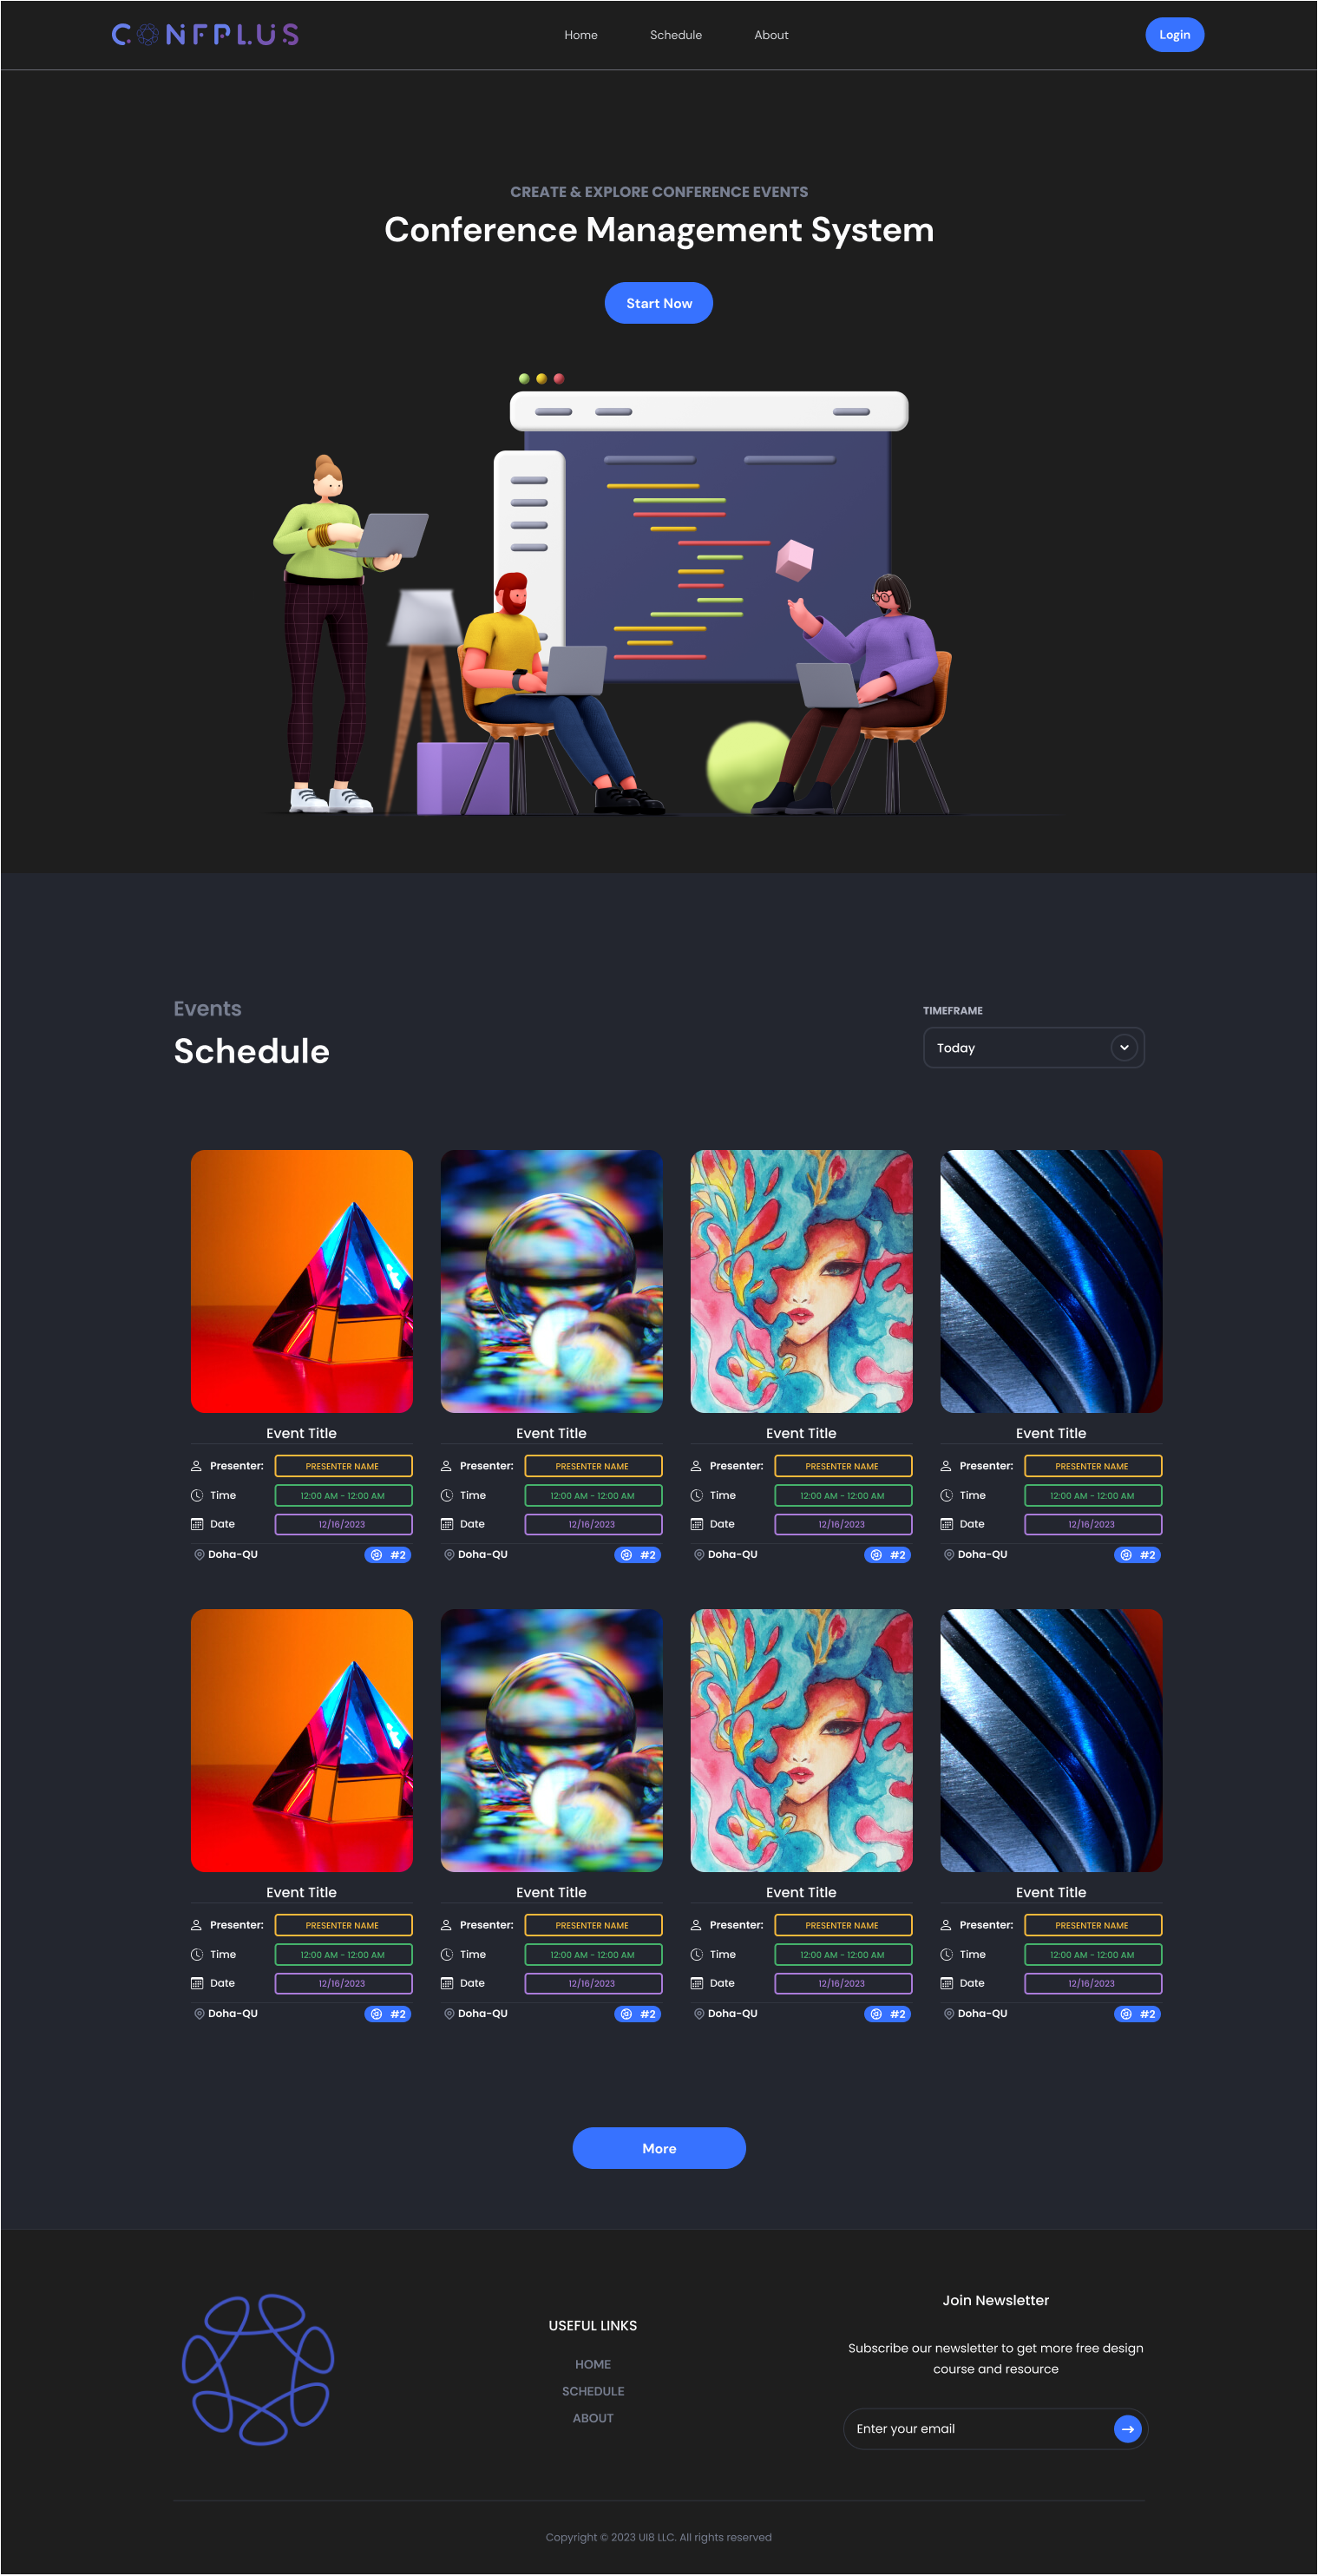 CONFPLUS
Home
Schedule
About
Login
CREATE & EXPLORE CONFERENCE EVENTS
Conference Management System
Start Now
Events
Schedule
TIMEFRAME
Today
Event Title
Presenter: PRESENTER NAME
Time 12:00 AM - 12:00 AM
Date 12/16/2023
Doha-QU #2
Event Title
Presenter: PRESENTER NAME
Time 12:00 AM - 12:00 AM
Date 12/16/2023
Doha-QU #2
Event Title
Presenter: PRESENTER NAME
Time 12:00 AM - 12:00 AM
Date 12/16/2023
Doha-QU #2
Event Title
Presenter: PRESENTER NAME
Time 12:00 AM - 12:00 AM
Date 12/16/2023
Doha-QU #2
Event Title
Presenter: PRESENTER NAME
Time 12:00 AM - 12:00 AM
Date 12/16/2023
Doha-QU #2
Event Title
Presenter: PRESENTER NAME
Time 12:00 AM - 12:00 AM
Date 12/16/2023
Doha-QU #2
Event Title
Presenter: PRESENTER NAME
Time 12:00 AM - 12:00 AM
Date 12/16/2023
Doha-QU #2
Event Title
Presenter: PRESENTER NAME
Time 12:00 AM - 12:00 AM
Date 12/16/2023
Doha-QU #2
More
USEFUL LINKS
HOME
SCHEDULE
ABOUT
Join Newsletter
Subscribe our newsletter to get more free design
course and resource
Enter your email
Copyright © 2023 UI8 LLC. All rights reserved